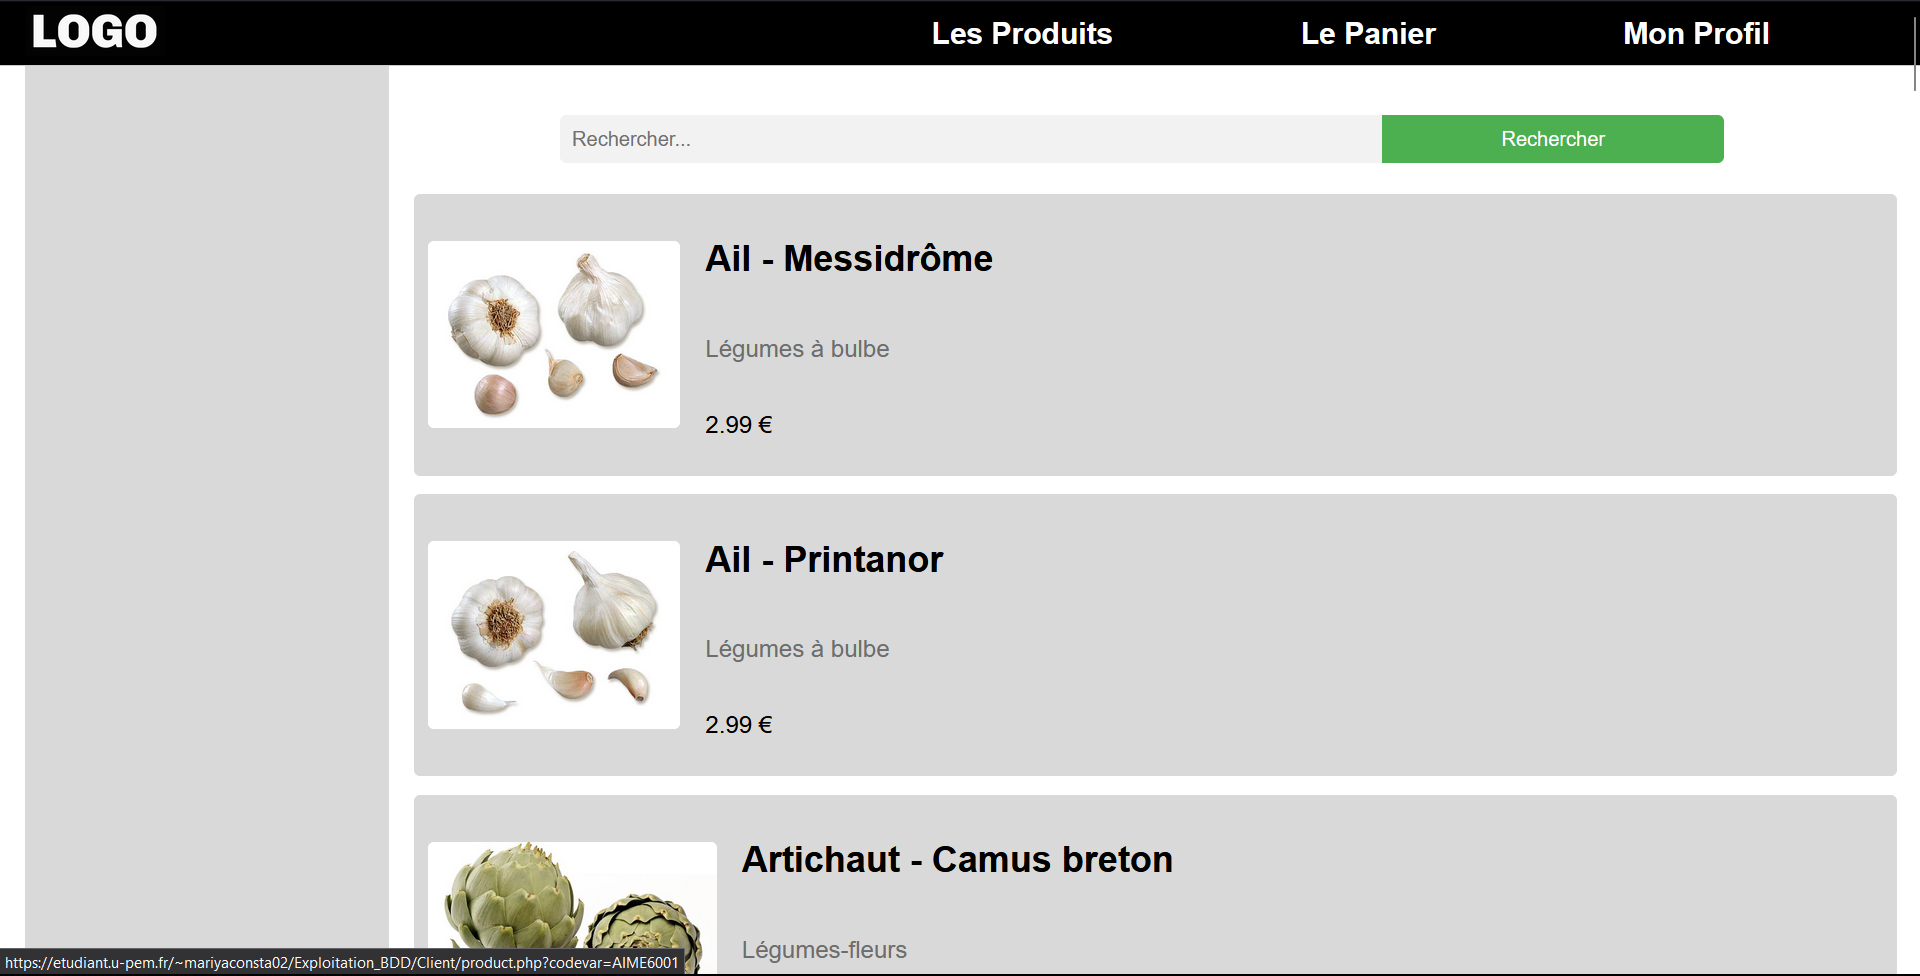 LOGO Les Produits Le Panier Mon Profil
Rechercher... Rechercher
Ail - Messidrôme
Légumes à bulbe
2.99 €
Ail - Printanor
Légumes à bulbe
2.99 €
Artichaut - Camus breton
Légumes-fleurs
https://etudiant.u-pem.fr/~mariyaconsta02/Exploitation_BDD/Client/product.php?codevar=AIME6001